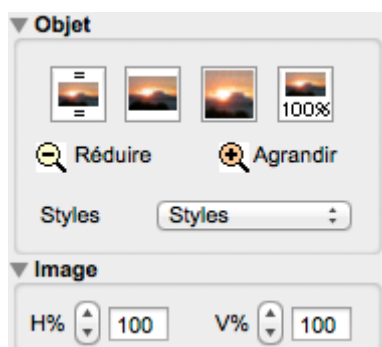 Objet
100%
Réduire Agrandir
Styles Styles
Image
H% 100 V% 100